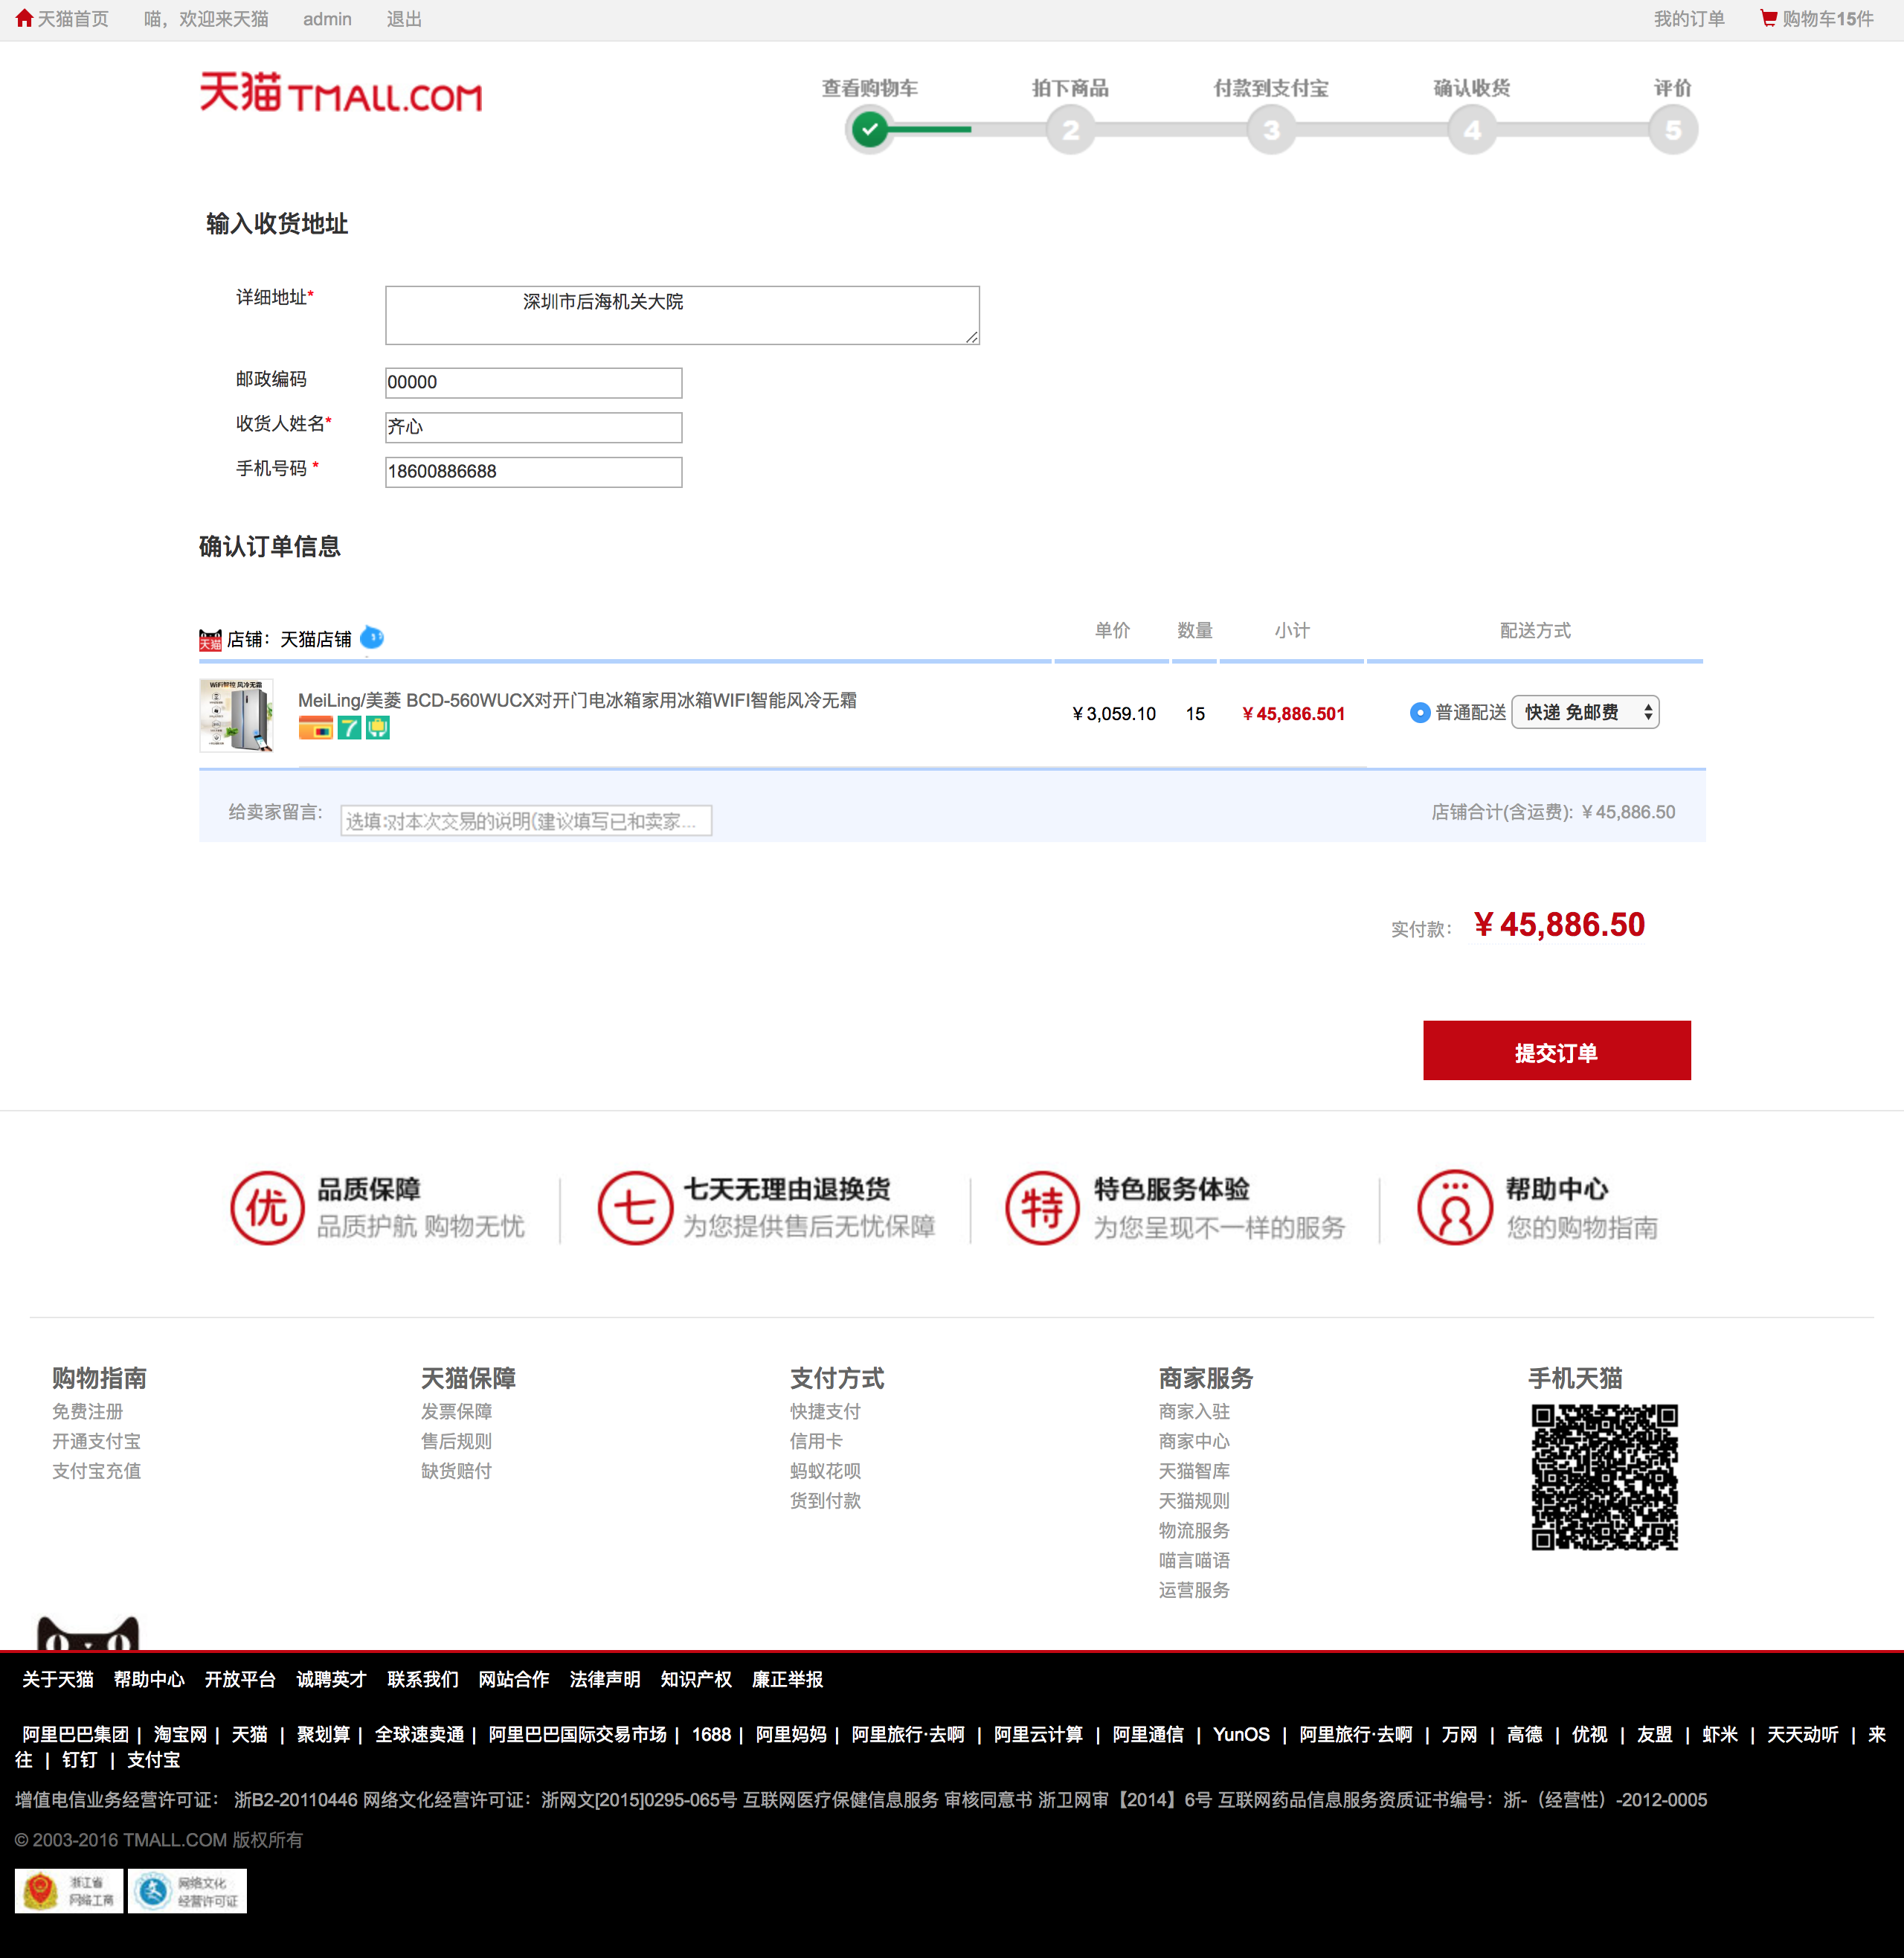 天猫首页 喵，欢迎来天猫 admin 退出 我的订单 购物车15件
天猫 TMALL.COM
查看购物车 拍下商品 付款到支付宝 确认收货 评价
2 3 4 5
输入收货地址
详细地址* 深圳市后海机关大院
邮政编码 00000
收货人姓名* 齐心
手机号码 * 18600886688
确认订单信息
天猫 店铺：天猫店铺 单价 数量 小计 配送方式
WIFI智控 风冷无霜
MeiLing/美菱 BCD-560WUCX对开门电冰箱家用冰箱WIFI智能风冷无霜
7
￥3,059.10 15 ￥45,886.501 普通配送 快递 免邮费
给卖家留言: 选填:对本次交易的说明(建议填写已和卖家... 店铺合计(含运费): ￥45,886.50
实付款： ￥45,886.50
提交订单
优 品质保障 七 七天无理由退换货 特 特色服务体验 帮助中心
品质护航 购物无忧 为您提供售后无忧保障 为您呈现不一样的服务 您的购物指南
购物指南 天猫保障 支付方式 商家服务 手机天猫
免费注册 发票保障 快捷支付 商家入驻
开通支付宝 售后规则 信用卡 商家中心
支付宝充值 缺货赔付 蚂蚁花呗 天猫智库
货到付款 天猫规则
物流服务
喵言喵语
运营服务
关于天猫 帮助中心 开放平台 诚聘英才 联系我们 网站合作 法律声明 知识产权 廉正举报
阿里巴巴集团 | 淘宝网 | 天猫 | 聚划算 | 全球速卖通 | 阿里巴巴国际交易市场 | 1688 | 阿里妈妈 | 阿里旅行·去啊 | 阿里云计算 | 阿里通信 | YunOS | 阿里旅行·去啊 | 万网 | 高德 | 优视 | 友盟 | 虾米 | 天天动听 | 来
往 | 钉钉 | 支付宝
增值电信业务经营许可证： 浙B2-20110446 网络文化经营许可证：浙网文[2015]0295-065号 互联网医疗保健信息服务 审核同意书 浙卫网审【2014】6号 互联网药品信息服务资质证书编号：浙-（经营性）-2012-0005
© 2003-2016 TMALL.COM 版权所有
浙江省 网络文化
网络工商 经营许可证